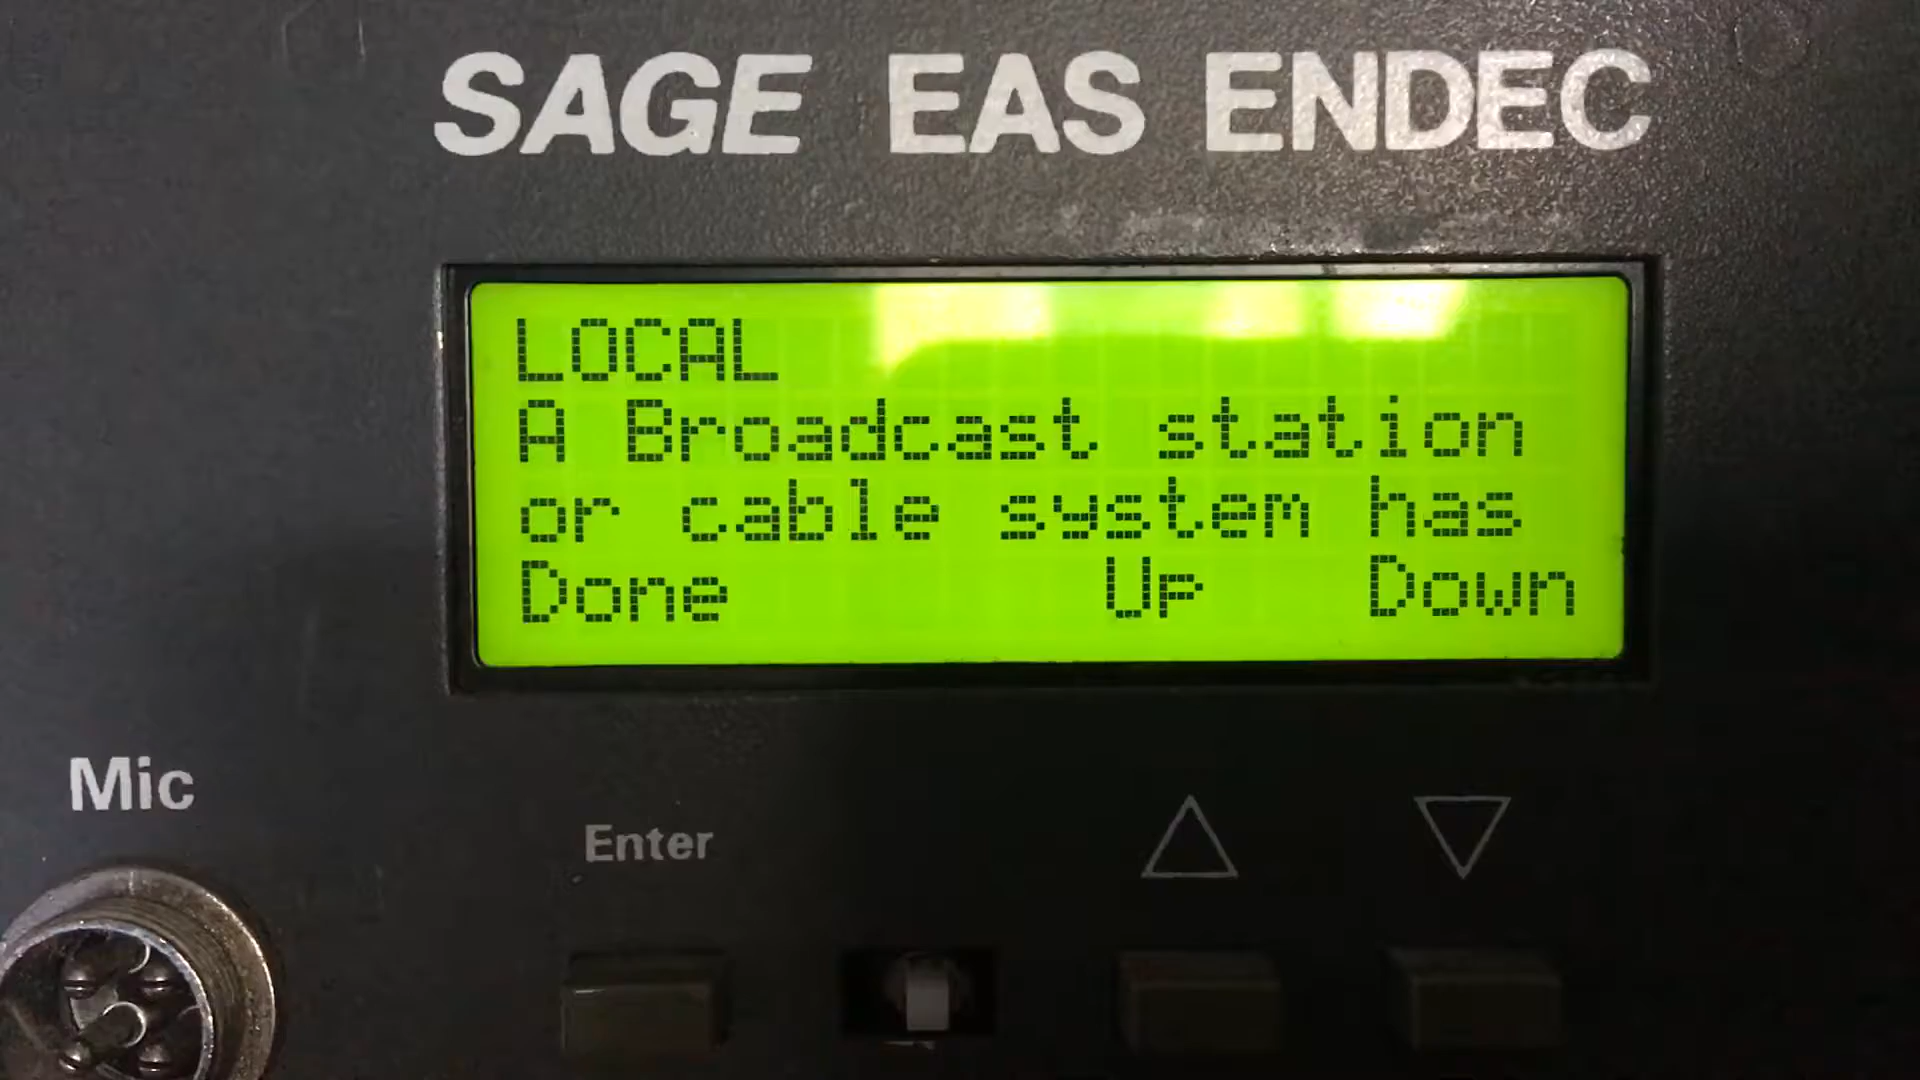 SAGE EAS ENDEC
LOCAL
A Broadcast station
or cable system has
Done Up Down
Mic
Enter